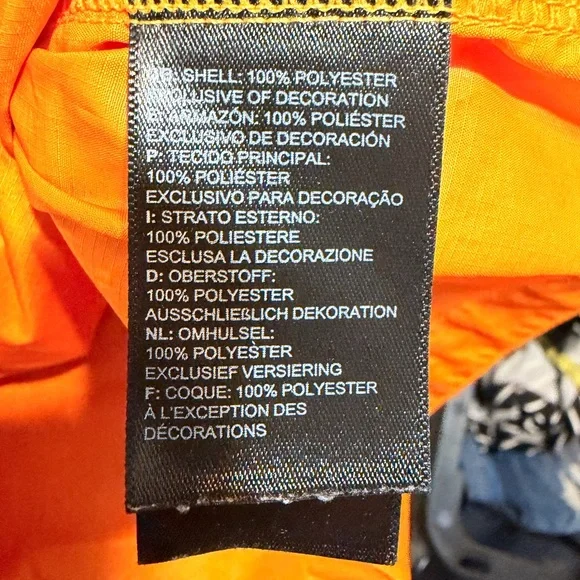 SHELL: 100% POLYESTER
EXCLUSIVE OF DECORATION
E: ARMAZÓN: 100% POLIÉSTER
EXCLUSIVO DE DECORACIÓN
P: TECIDO PRINCIPAL:
100% POLIÉSTER
EXCLUSIVO PARA DECORAÇÃO
I: STRATO ESTERNO:
100% POLIESTERE
ESCLUSA LA DECORAZIONE
D: OBERSTOFF:
100% POLYESTER
AUSSCHLIEßLICH DEKORATION
NL: OMHULSEL:
100% POLYESTER
EXCLUSIEF VERSIERING
F: COQUE: 100% POLYESTER
À L'EXCEPTION DES
DÉCORATIONS